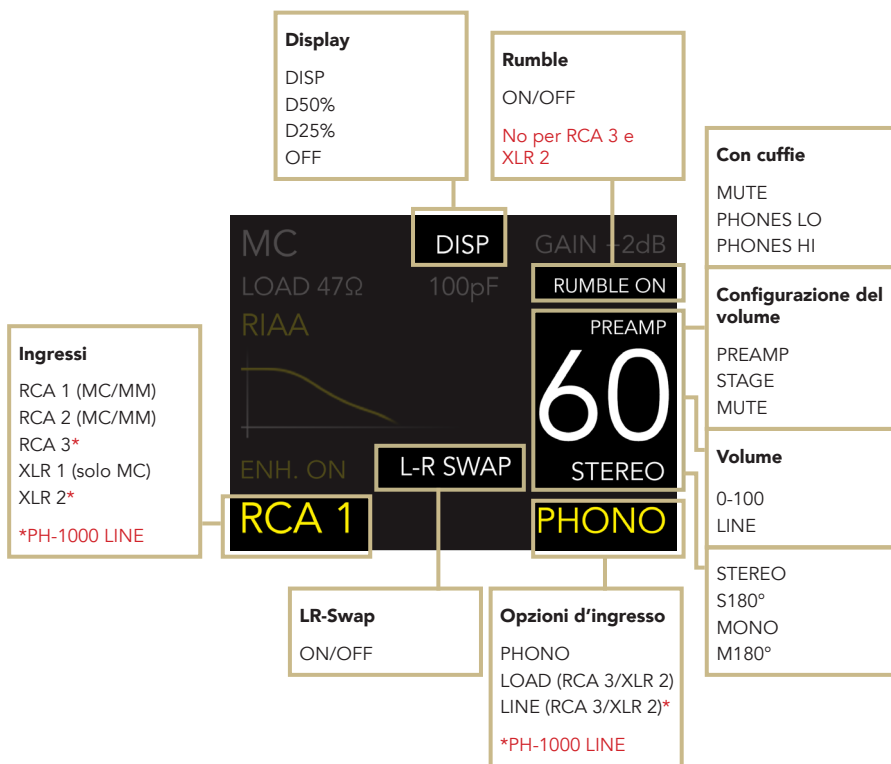 Display
DISP
D50%
D25%
OFF
Rumble
ON/OFF
No per RCA 3 e
XLR 2
Con cuffie
MUTE
PHONES LO
PHONES HI
Configurazione del
volume
PREAMP
STAGE
MUTE
Volume
0-100
LINE
STEREO
S180°
MONO
M180°
MC
DISP
GAIN +2dB
LOAD 47Ω
100pF
RUMBLE ON
RIAA
PREAMP
60
ENH. ON
L-R SWAP
STEREO
RCA 1
PHONO
Ingressi
RCA 1 (MC/MM)
RCA 2 (MC/MM)
RCA 3*
XLR 1 (solo MC)
XLR 2*
*PH-1000 LINE
LR-Swap
ON/OFF
Opzioni d’ingresso
PHONO
LOAD (RCA 3/XLR 2)
LINE (RCA 3/XLR 2)*
*PH-1000 LINE